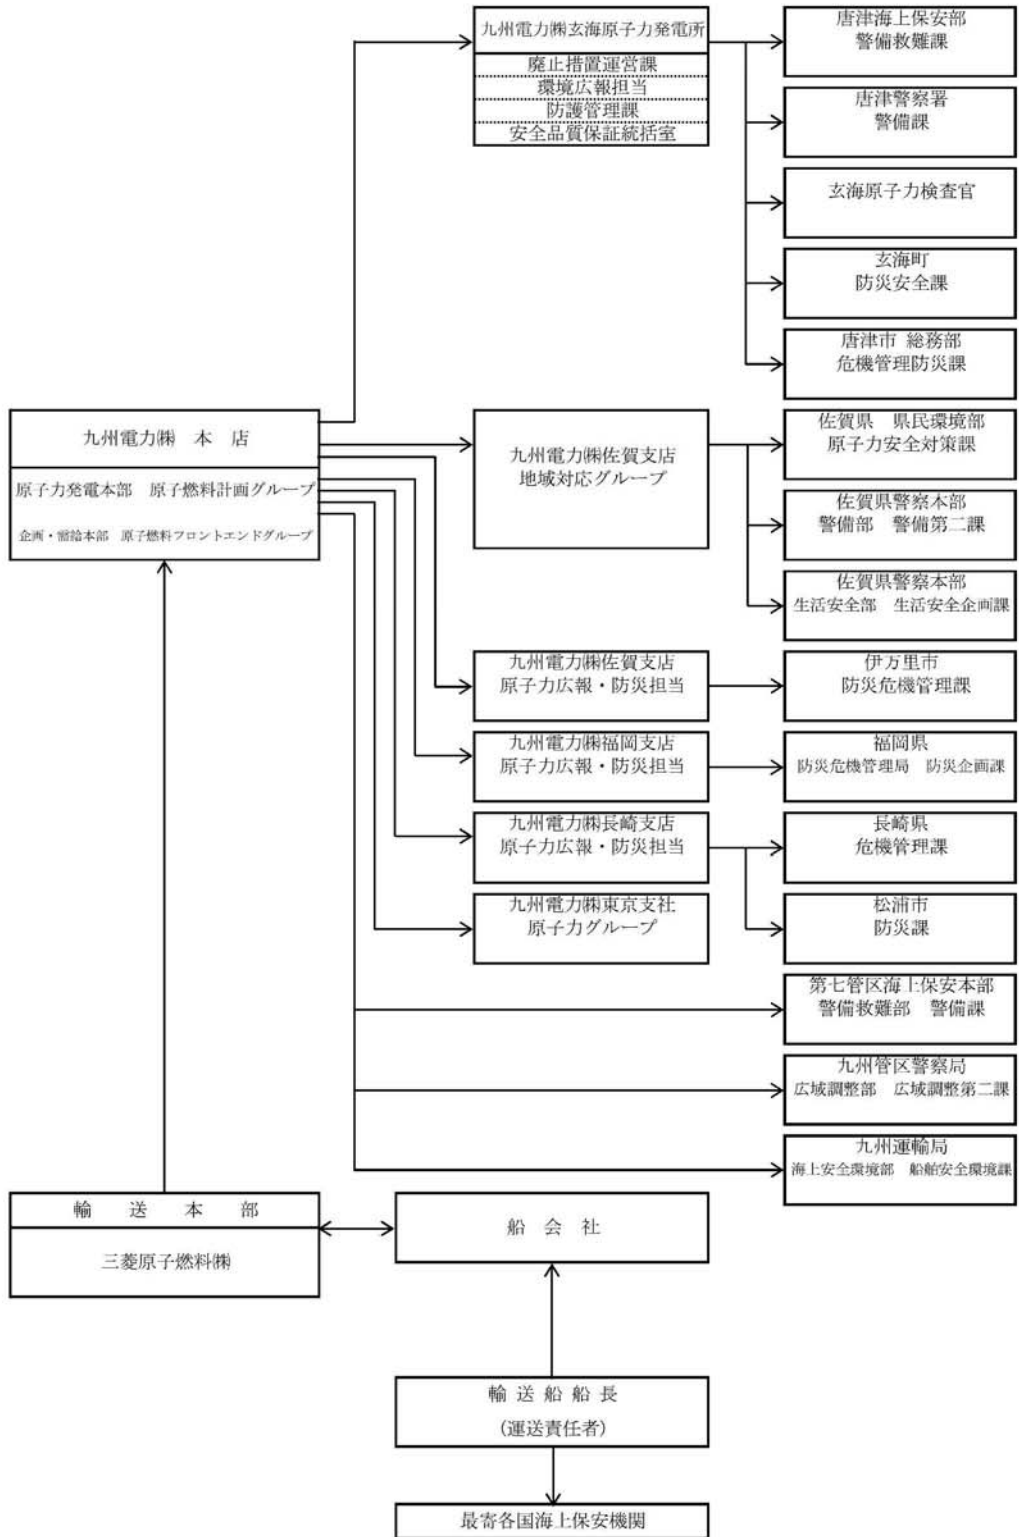 九州電力㈱玄海原子力発電所
廃止措置運営課
環境広報担当
防護管理課
安全品質保証統括室
唐津海上保安部
警備救難課
唐津警察署
警備課
玄海原子力検査官
玄海町
防災安全課
唐津市 総務部
危機管理防災課
九州電力㈱ 本 店
原子力発電本部 原子燃料計画グループ
企画・需給本部 原子燃料フロントエンドグループ
九州電力㈱佐賀支店
地域対応グループ
佐賀県 県民環境部
原子力安全対策課
佐賀県警察本部
警備部 警備第二課
佐賀県警察本部
生活安全部 生活安全企画課
九州電力㈱佐賀支店
原子力広報・防災担当
伊万里市
防災危機管理課
九州電力㈱福岡支店
原子力広報・防災担当
福岡県
防災危機管理局 防災企画課
九州電力㈱長崎支店
原子力広報・防災担当
長崎県
危機管理課
松浦市
防災課
九州電力㈱東京支社
原子力グループ
第七管区海上保安本部
警備救難部 警備課
九州管区警察局
広域調整部 広域調整第二課
九州運輸局
海上安全環境部 船舶安全環境課
輸 送 本 部
三菱原子燃料㈱
船 会 社
輸 送 船 船 長
(運送責任者)
最寄各国海上保安機関